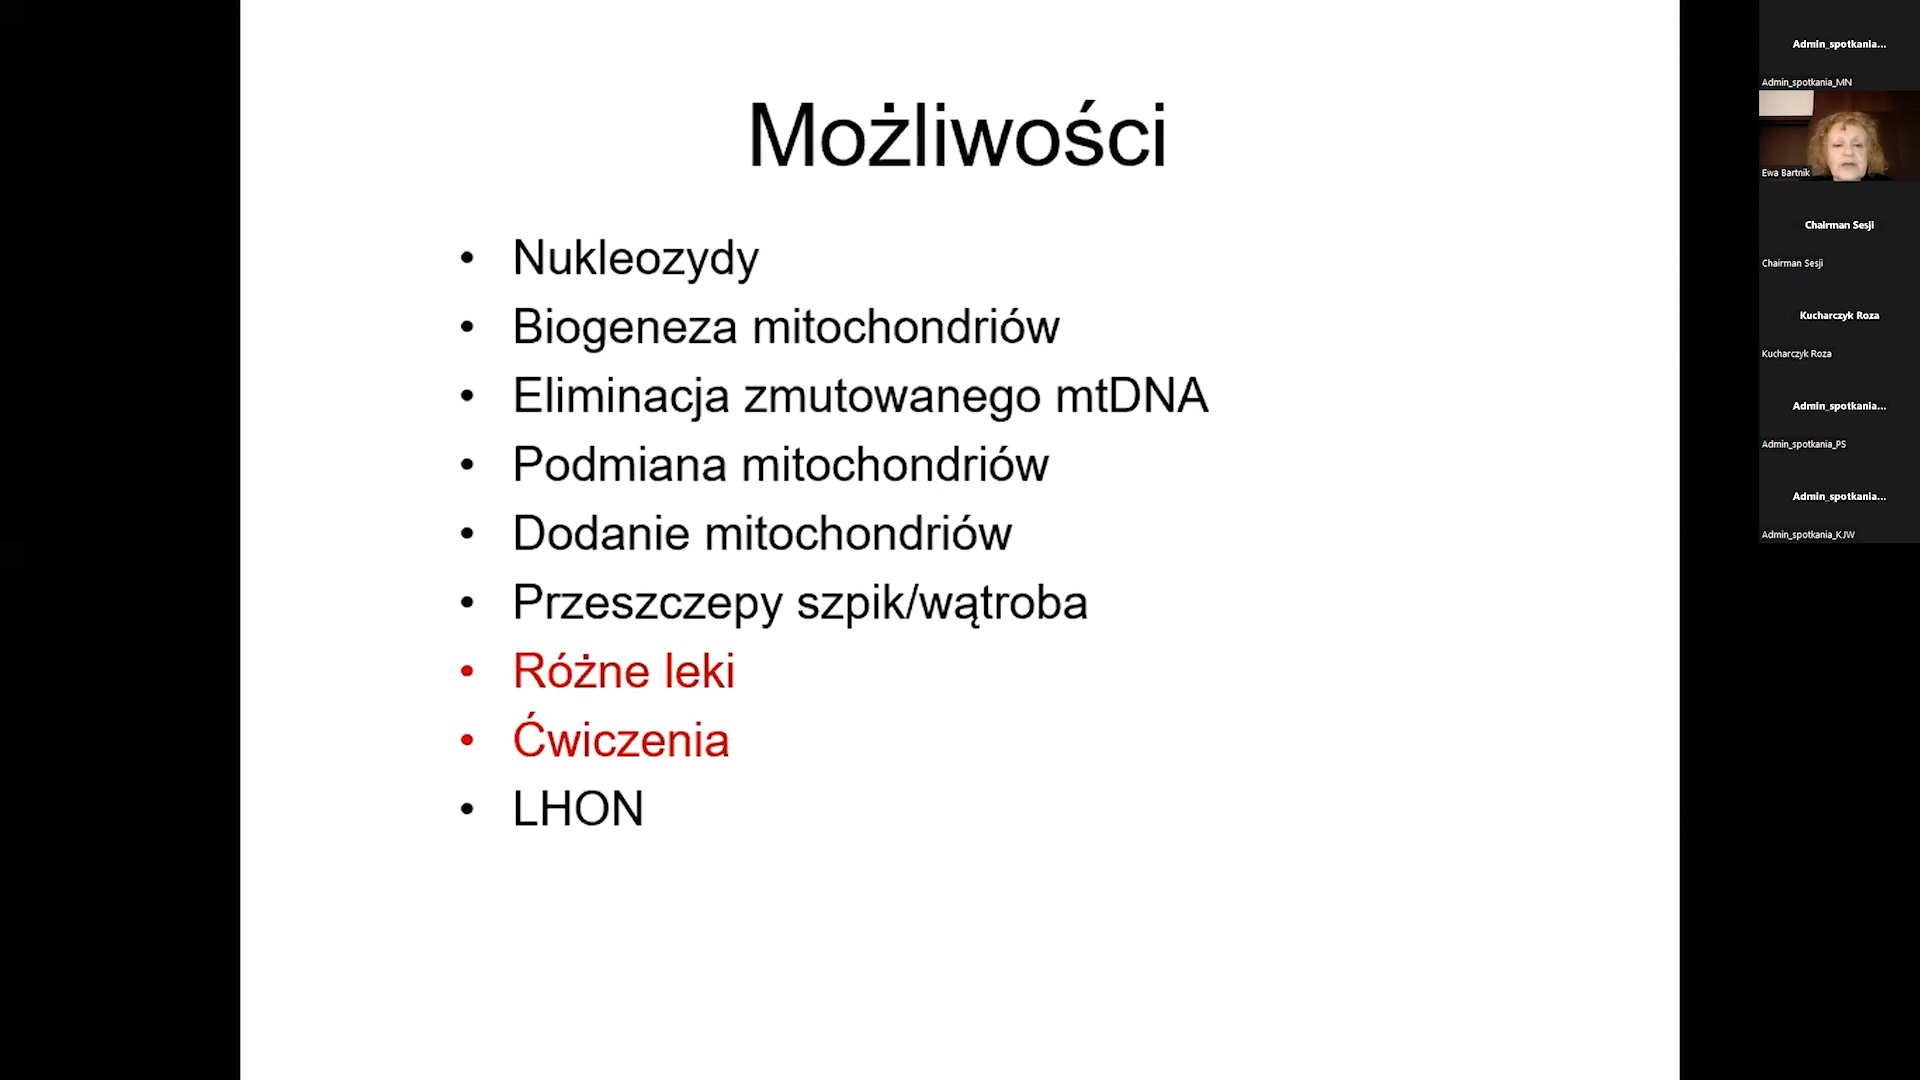 Możliwości
• Nukleozydy
• Biogeneza mitochondriów
• Eliminacja zmutowanego mtDNA
• Podmiana mitochondriów
• Dodanie mitochondriów
• Przeszczepy szpik/wątroba
• Różne leki
• Ćwiczenia
• LHON
Admin_spotkania...
Admin_spotkania_MN
Ewa Bartnik
Chairman Sesji
Chairman Sesji
Kucharczyk Roza
Kucharczyk Roza
Admin_spotkania...
Admin_spotkania_PS
Admin_spotkania...
Admin_spotkania_KJW